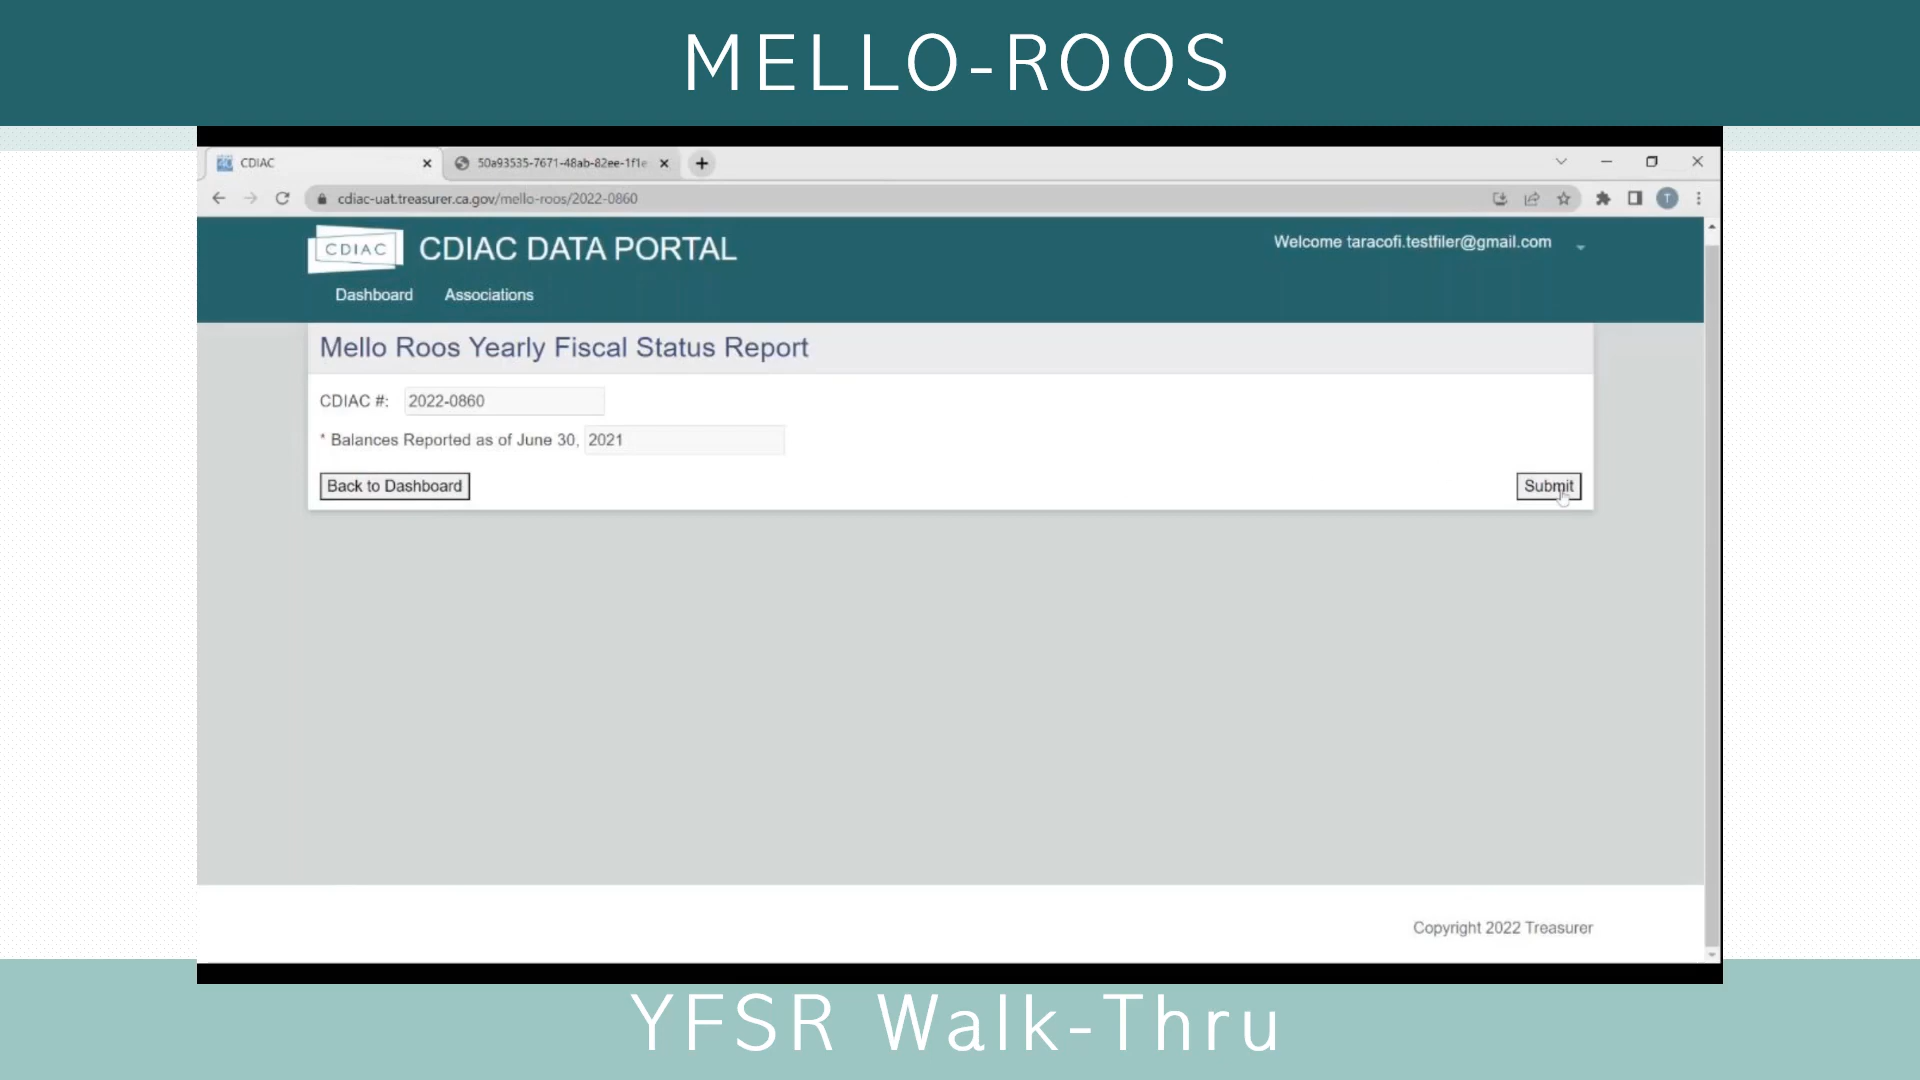 MELLO-ROOS
CDIAC
50a93535-7671-48ab-82ee-1f1e
cdiac-uat.treasurer.ca.gov/mello-roos/2022-0860
T
CDIAC
CDIAC DATA PORTAL
Welcome taracofi.testfiler@gmail.com
Dashboard Associations
Mello Roos Yearly Fiscal Status Report
CDIAC #: 2022-0860
* Balances Reported as of June 30, 2021
Back to Dashboard
Submit
Copyright 2022 Treasurer
YFSR Walk-Thru